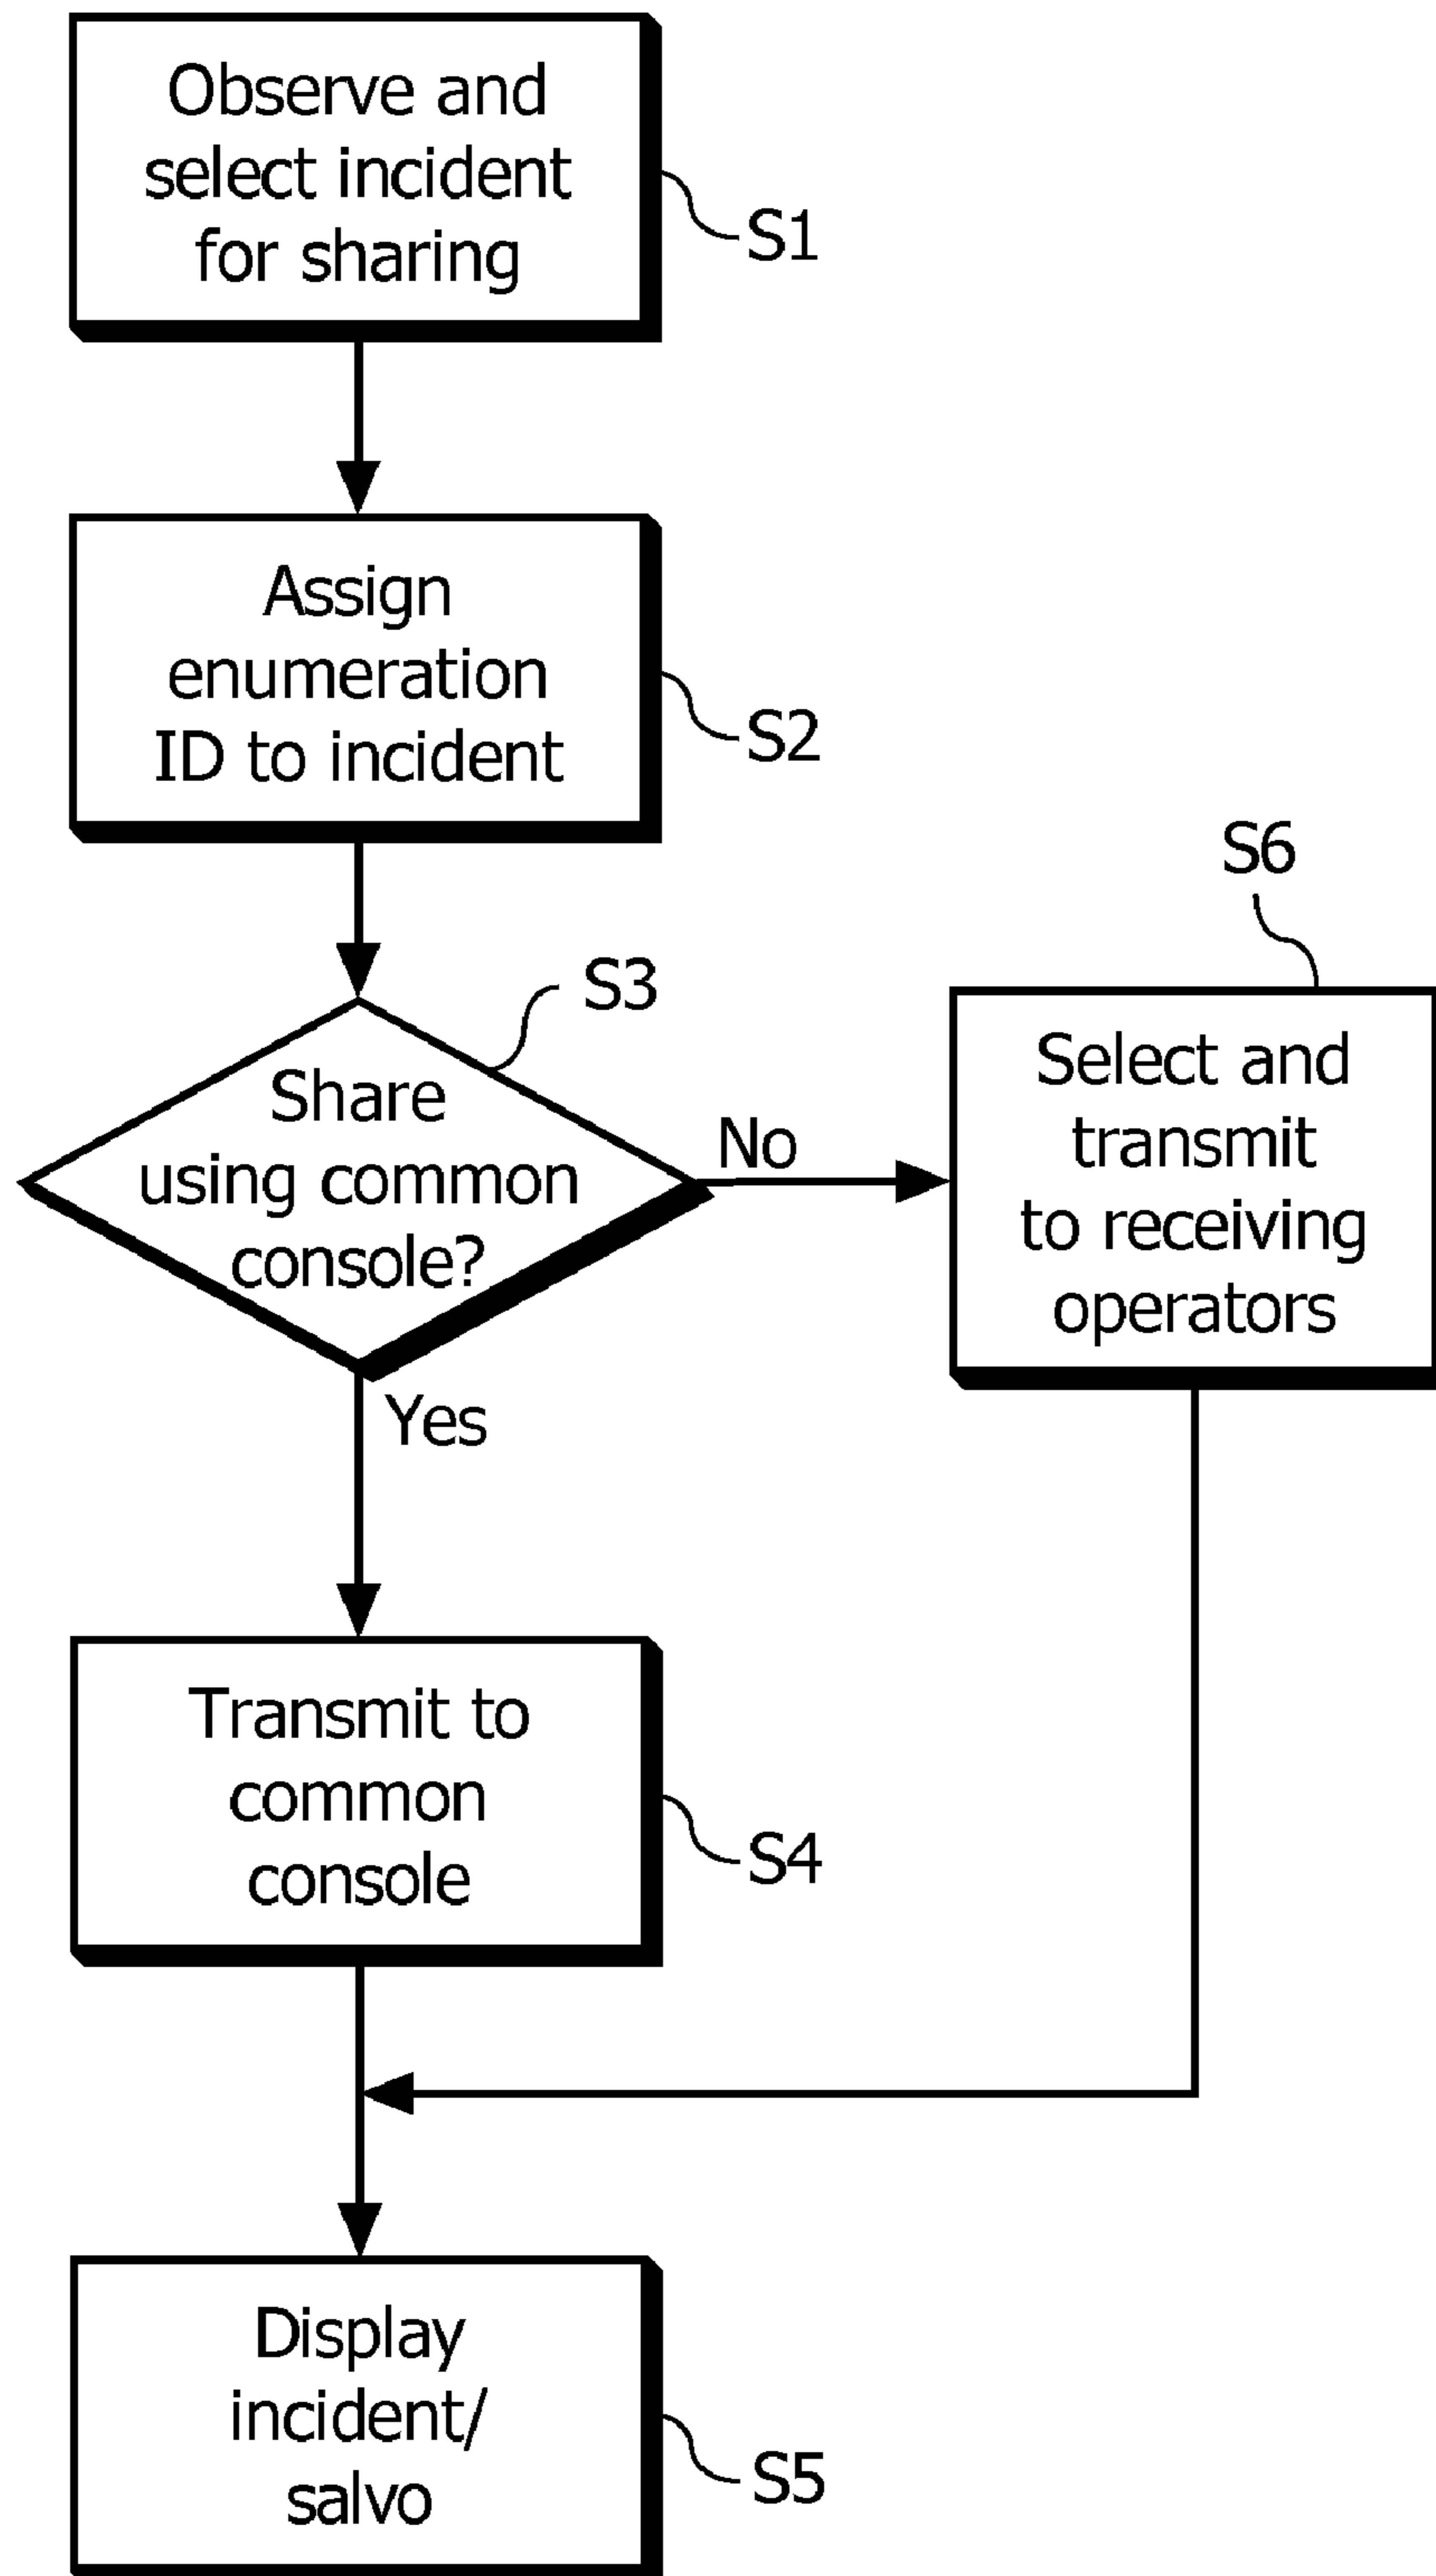 Observe and
select incident
for sharing
S1
Assign
enumeration
ID to incident
S2
S3
Share
using common
console?
No
Yes
S6
Select and
transmit
to receiving
operators
Transmit to
common
console
S4
Display
incident/
salvo
S5